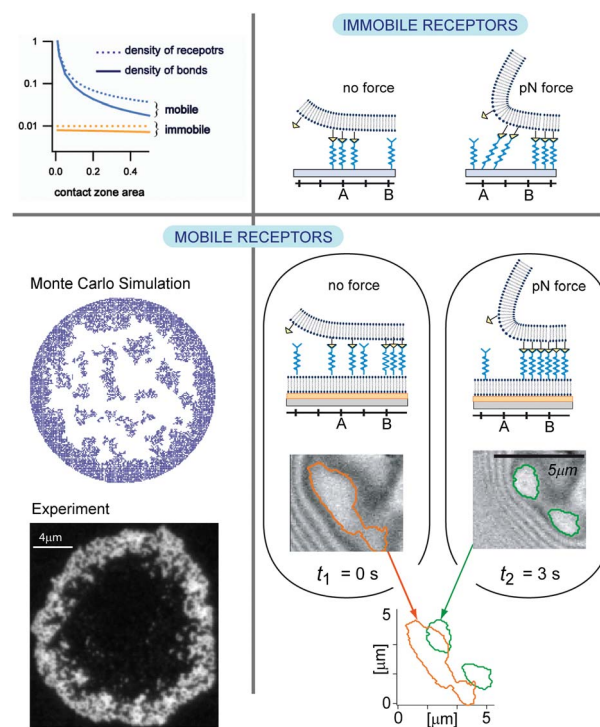 IMMOBILE RECEPTORS
1
0.1
0.01
density of recepotrs
density of bonds
mobile
immobile
0.0
0.2
0.4
contact zone area
no force
pN force
A
B
A
B
MOBILE RECEPTORS
Monte Carlo Simulation
no force
pN force
A
B
A
B
5μm
Experiment
4μm
t1 = 0 s
t2 = 3 s
5
[μm]
0
0
[μm]
5